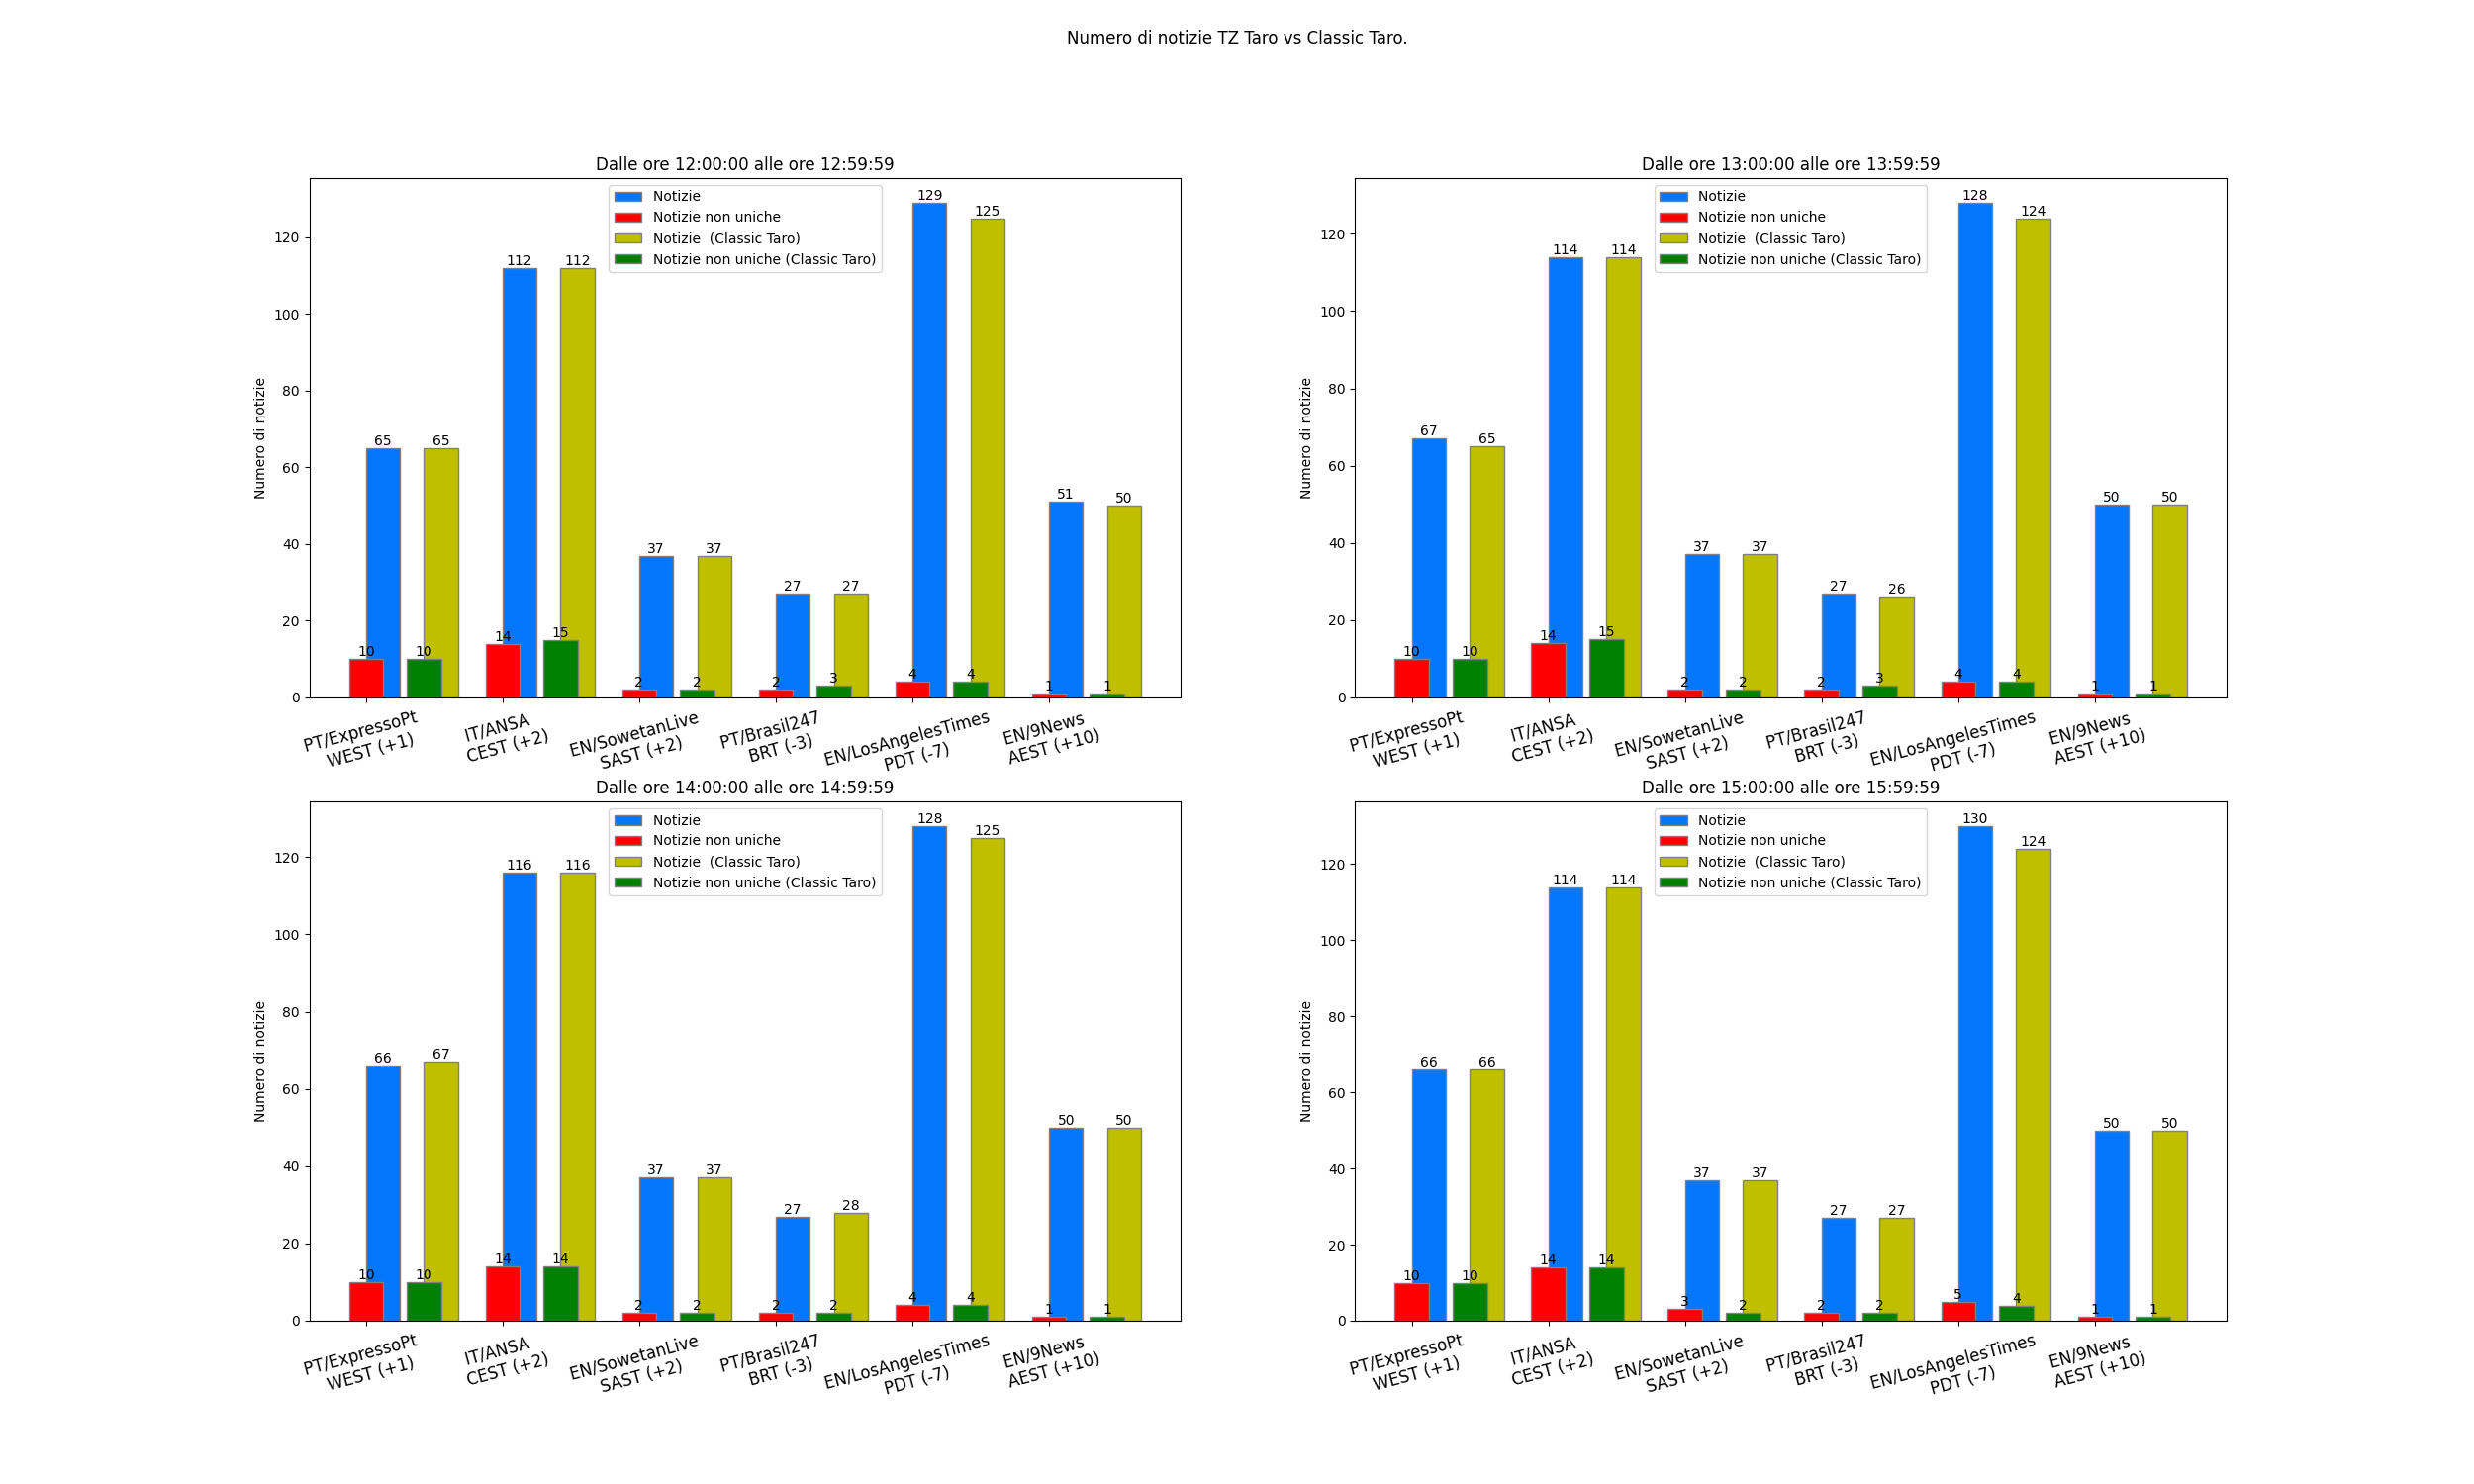 Numero di notizie TZ Taro vs Classic Taro.
Dalle ore 12:00:00 alle ore 12:59:59
Notizie
Notizie non uniche
Notizie  (Classic Taro)
Notizie non uniche (Classic Taro)
Numero di notizie
120
100
80
60
40
20
0
65 65 112 112 37 37 27 27 129 125 51 50
10 10 14 15 2 2 2 3 4 4 1 1
PT/ExpressoPt
WEST (+1)
IT/ANSA
CEST (+2)
EN/SowetanLive
SAST (+2)
PT/Brasil247
BRT (-3)
EN/LosAngelesTimes
PDT (-7)
EN/9News
AEST (+10)
Dalle ore 13:00:00 alle ore 13:59:59
Notizie
Notizie non uniche
Notizie  (Classic Taro)
Notizie non uniche (Classic Taro)
Numero di notizie
120
100
80
60
40
20
0
67 65 114 114 37 37 27 26 128 124 50 50
10 10 14 15 2 2 2 3 4 4 1 1
PT/ExpressoPt
WEST (+1)
IT/ANSA
CEST (+2)
EN/SowetanLive
SAST (+2)
PT/Brasil247
BRT (-3)
EN/LosAngelesTimes
PDT (-7)
EN/9News
AEST (+10)
Dalle ore 14:00:00 alle ore 14:59:59
Notizie
Notizie non uniche
Notizie  (Classic Taro)
Notizie non uniche (Classic Taro)
Numero di notizie
120
100
80
60
40
20
0
66 67 116 116 37 37 27 28 128 125 50 50
10 10 14 14 2 2 2 2 4 4 1 1
PT/ExpressoPt
WEST (+1)
IT/ANSA
CEST (+2)
EN/SowetanLive
SAST (+2)
PT/Brasil247
BRT (-3)
EN/LosAngelesTimes
PDT (-7)
EN/9News
AEST (+10)
Dalle ore 15:00:00 alle ore 15:59:59
Notizie
Notizie non uniche
Notizie  (Classic Taro)
Notizie non uniche (Classic Taro)
Numero di notizie
120
100
80
60
40
20
0
66 66 114 114 37 37 27 27 130 124 50 50
10 10 14 14 3 2 2 2 5 4 1 1
PT/ExpressoPt
WEST (+1)
IT/ANSA
CEST (+2)
EN/SowetanLive
SAST (+2)
PT/Brasil247
BRT (-3)
EN/LosAngelesTimes
PDT (-7)
EN/9News
AEST (+10)